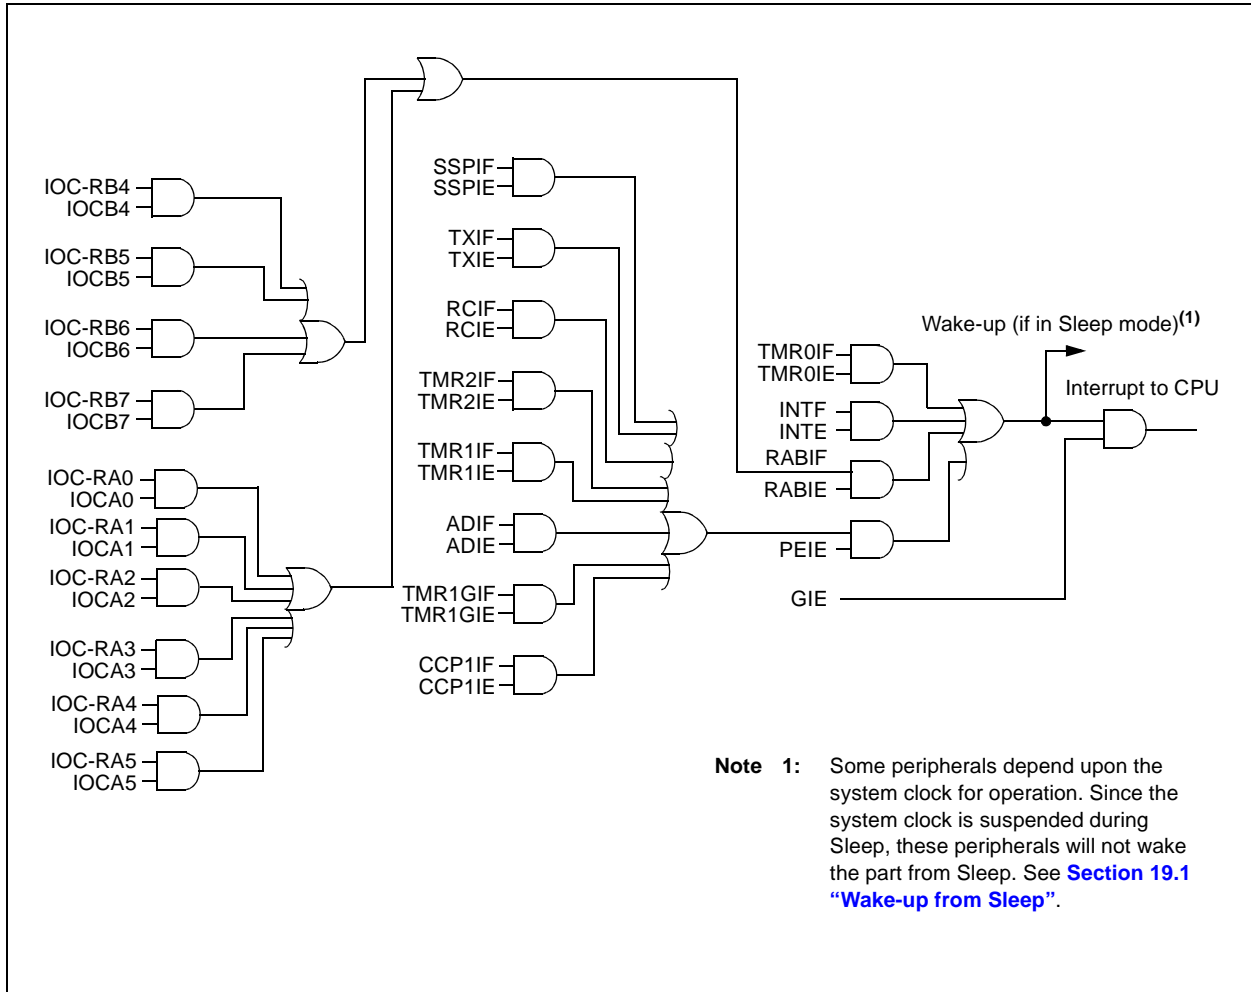 IOC-RB4
IOCB4
IOC-RB5
IOCB5
IOC-RB6
IOCB6
IOC-RB7
IOCB7
IOC-RA0
IOCA0
IOC-RA1
IOCA1
IOC-RA2
IOCA2
IOC-RA3
IOCA3
IOC-RA4
IOCA4
IOC-RA5
IOCA5
SSPIF
SSPIE
TXIF
TXIE
RCIF
RCIE
TMR2IF
TMR2IE
TMR1IF
TMR1IE
ADIF
ADIE
TMR1GIF
TMR1GIE
CCP1IF
CCP1IE
Wake-up (if in Sleep mode)(1)
TMR0IF
TMR0IE
Interrupt to CPU
INTF
INTE
RABIF
RABIE
PEIE
GIE
Note 1: Some peripherals depend upon the
system clock for operation. Since the
system clock is suspended during
Sleep, these peripherals will not wake
the part from Sleep. See Section 19.1
“Wake-up from Sleep”.